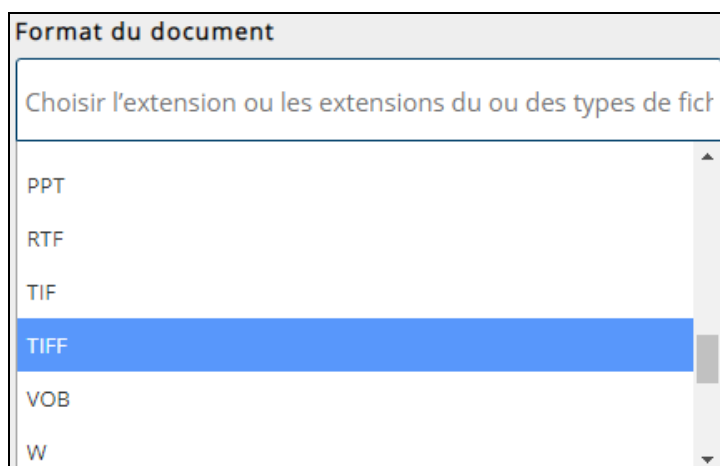 Format du document
Choisir l’extension ou les extensions du ou des types de fich
PPT
RTF
TIF
TIFF
VOB
W